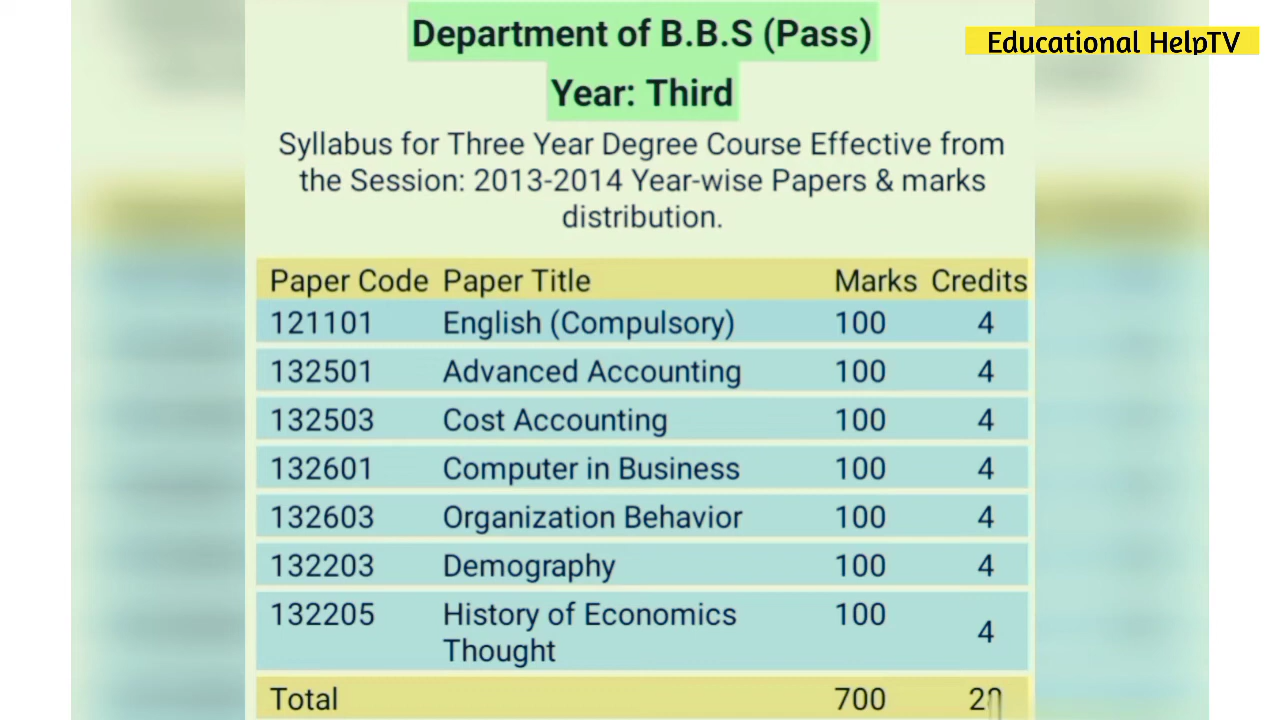 Department of B.B.S (Pass)
Educational HelpTV
Year: Third
Syllabus for Three Year Degree Course Effective from
the Session: 2013-2014 Year-wise Papers & marks
distribution.
Paper Code Paper Title Marks Credits
121101 English (Compulsory) 100 4
132501 Advanced Accounting 100 4
132503 Cost Accounting 100 4
132601 Computer in Business 100 4
132603 Organization Behavior 100 4
132203 Demography 100 4
132205 History of Economics 100 4
Thought
Total 700